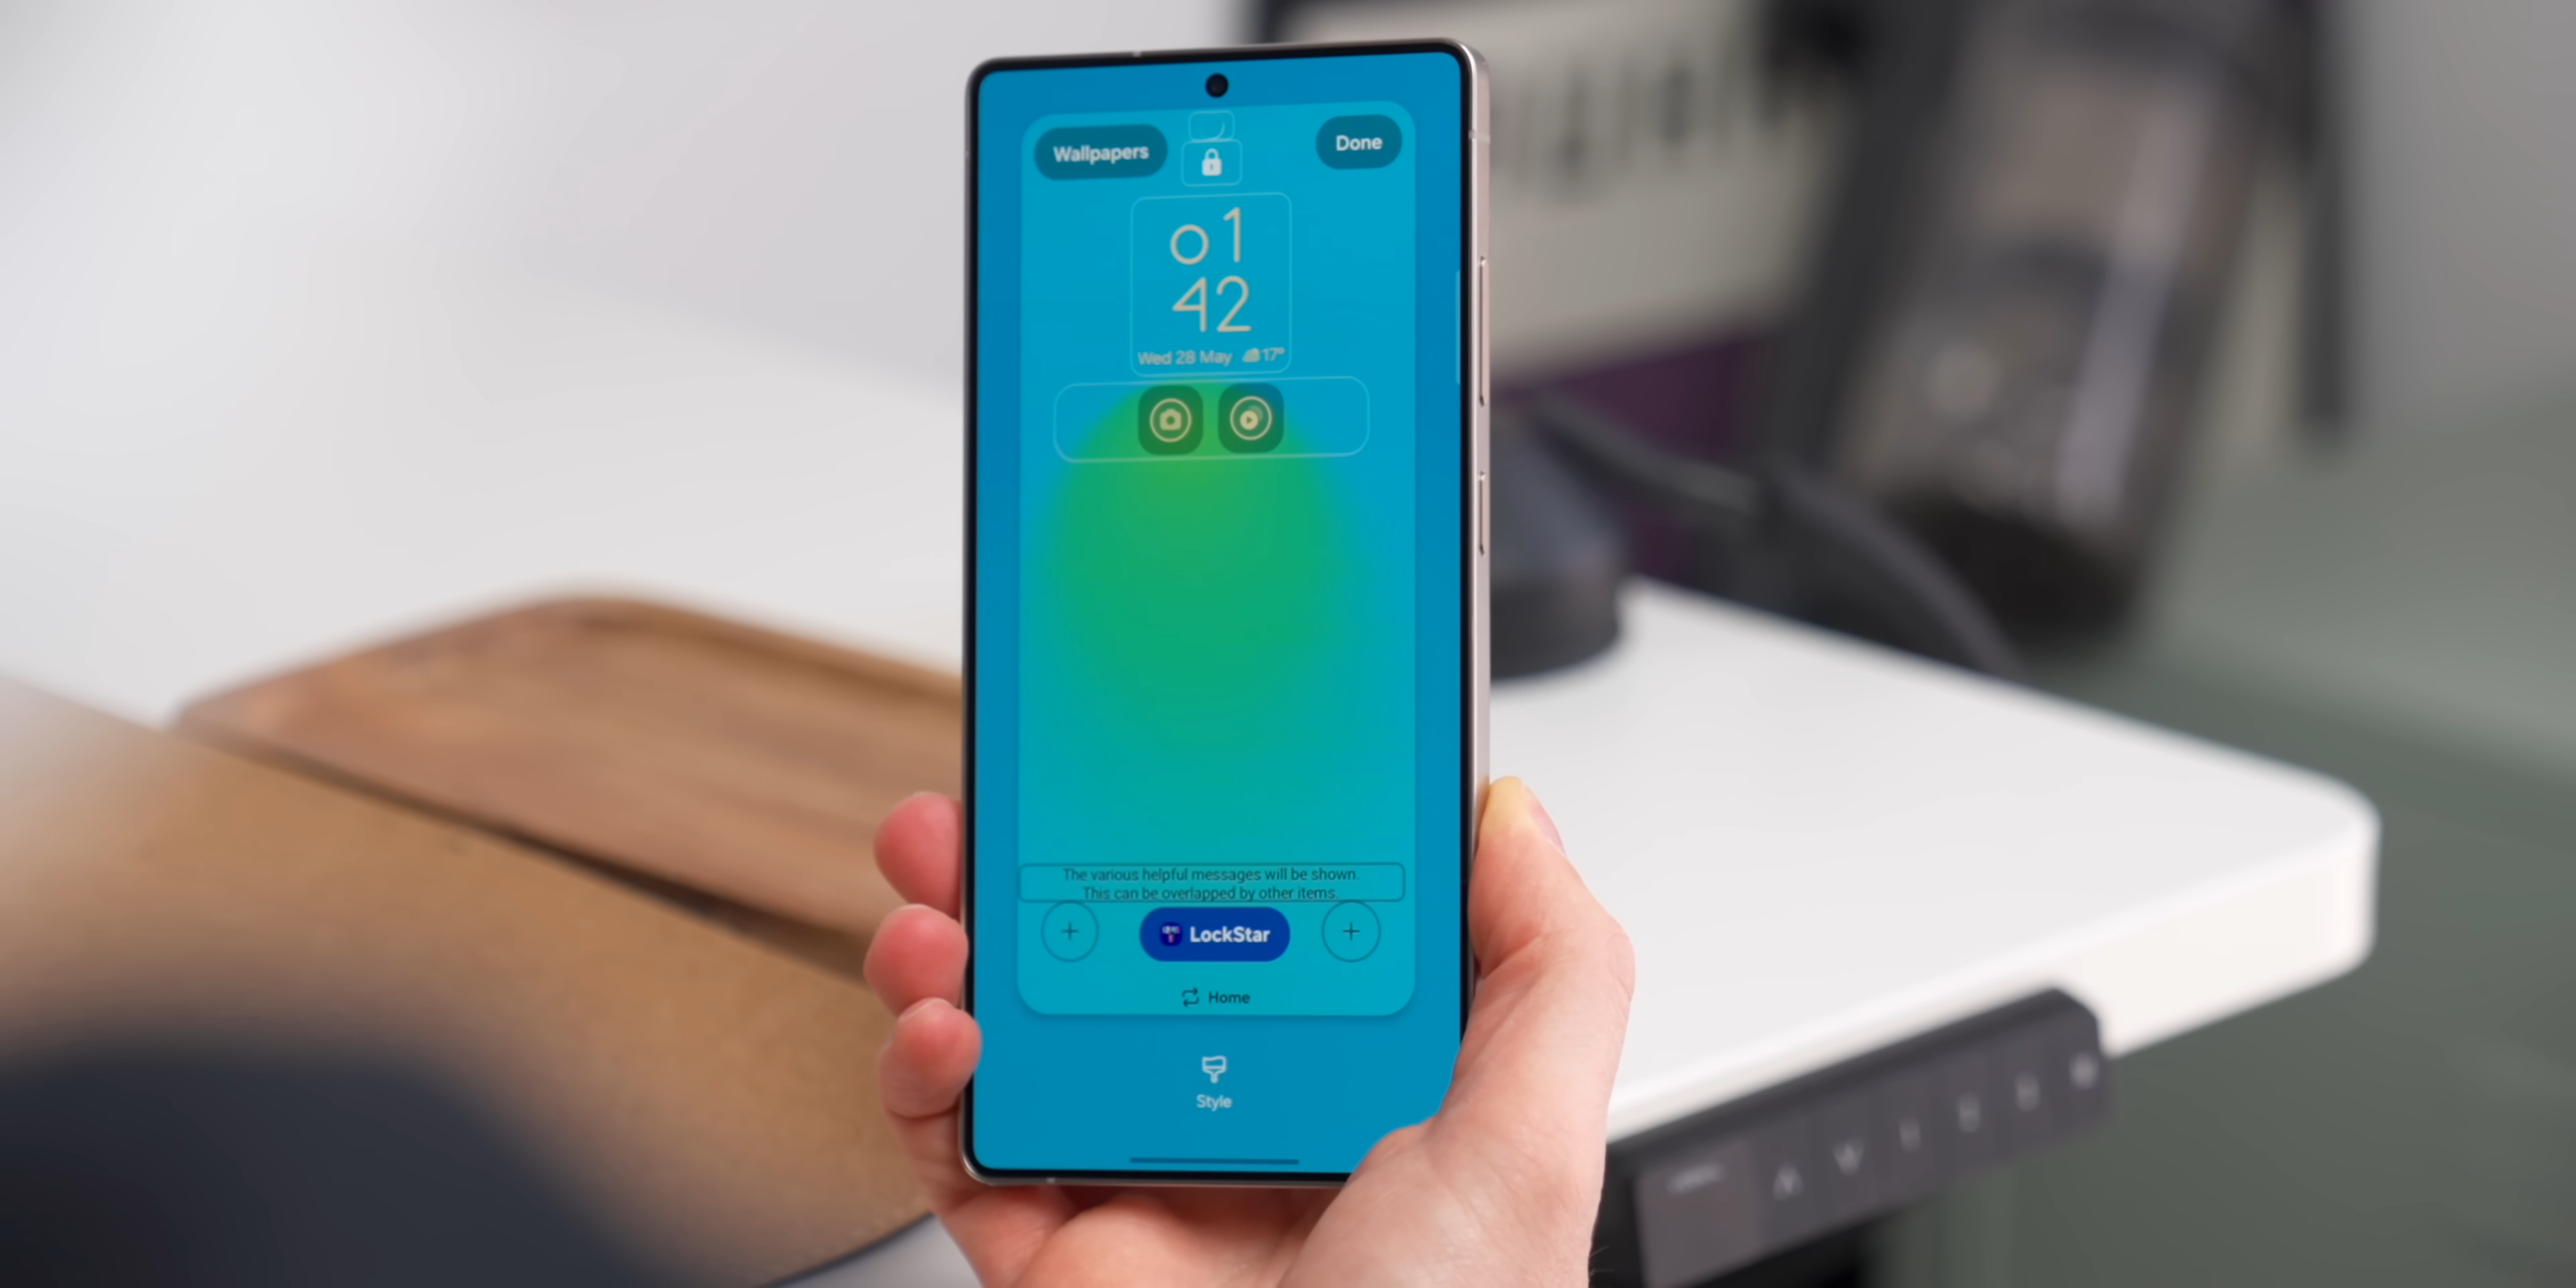 Wallpapers
Done
01
42
Wed 28 May 17°
The various helpful messages will be shown.
This can be overlapped by other items.
LockStar
Home
Style